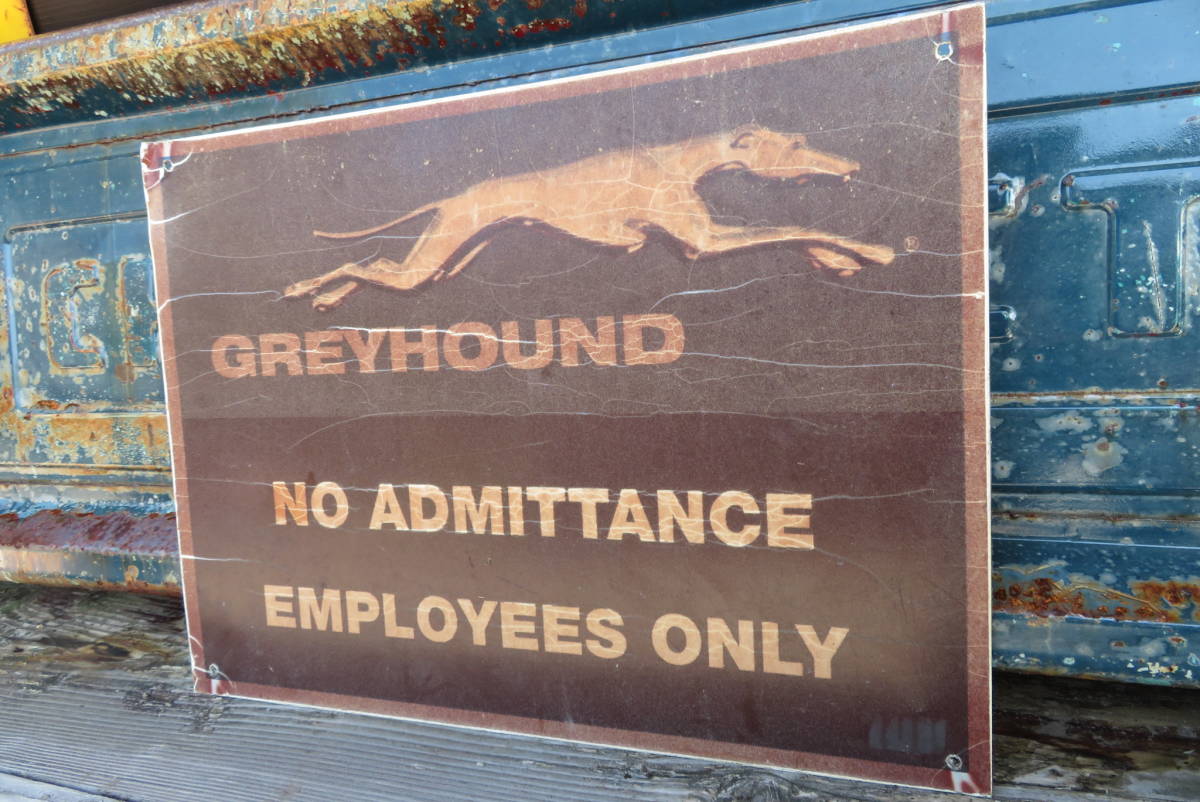 ®
GREYHOUND
NO ADMITTANCE
EMPLOYEES ONLY